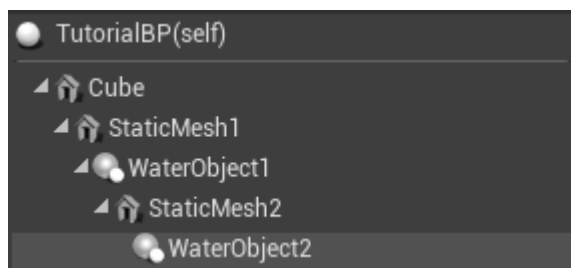 TutorialBP(self)
Cube
StaticMesh1
WaterObject1
StaticMesh2
WaterObject2